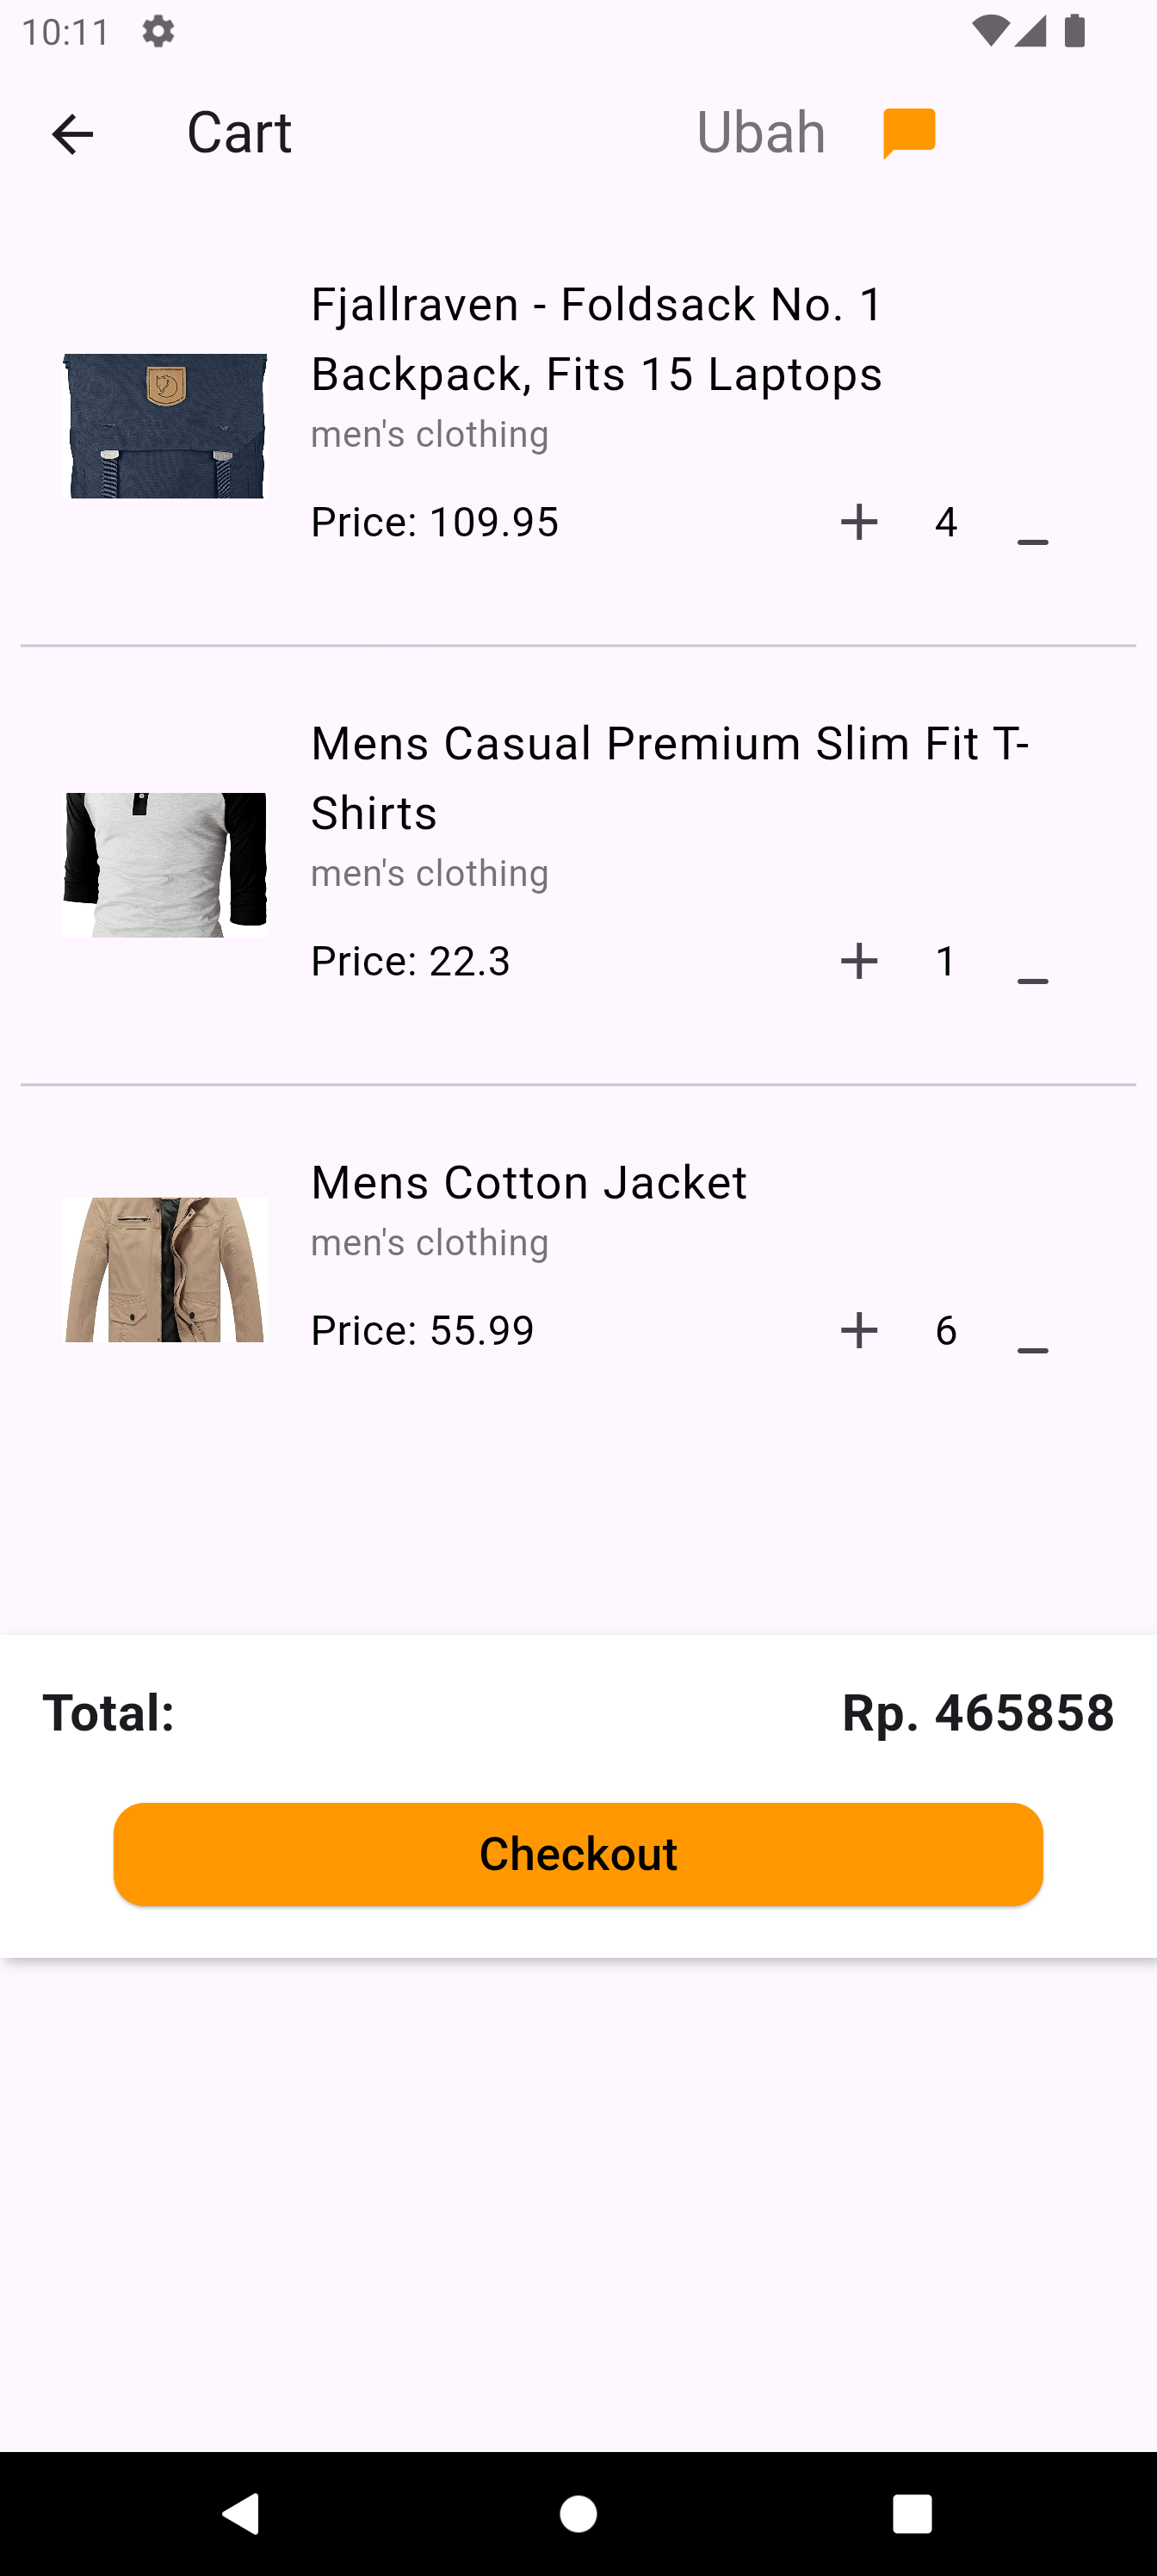 10:11
Cart
Ubah
Fjallraven - Foldsack No. 1
Backpack, Fits 15 Laptops
men's clothing
Price: 109.95
4
Mens Casual Premium Slim Fit T-
Shirts
men's clothing
Price: 22.3
1
Mens Cotton Jacket
men's clothing
Price: 55.99
6
Total:
Rp. 465858
Checkout